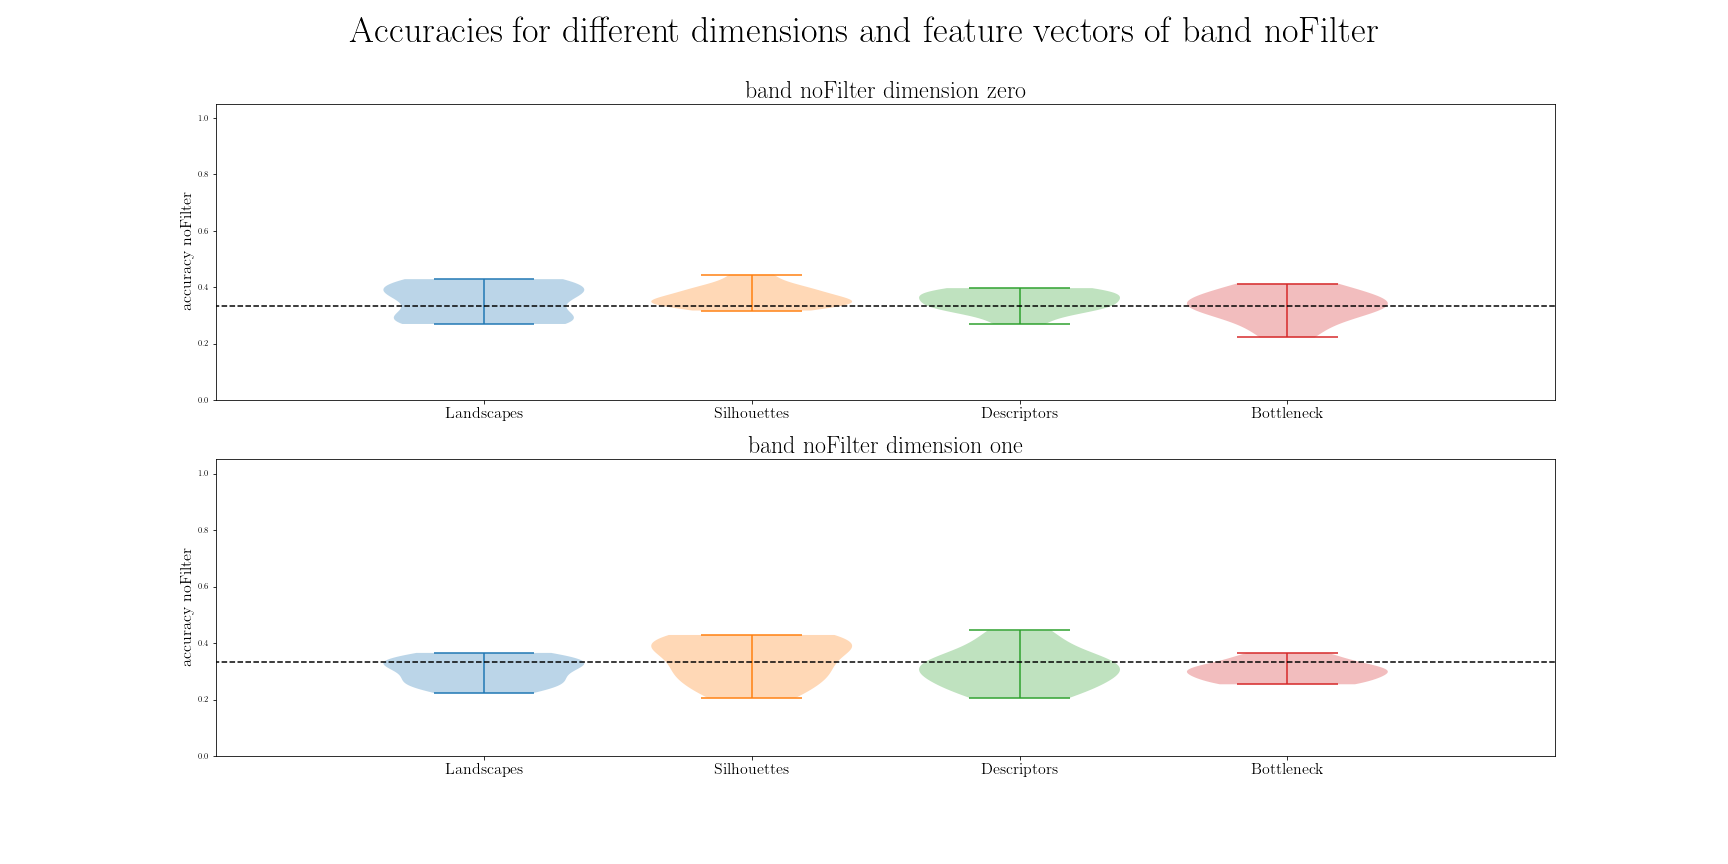 Accuracies for different dimensions and feature vectors of band noFilter
band noFilter dimension zero
accuracy noFilter
1.0
0.8
0.6
0.4
0.2
0.0
Landscapes Silhouettes Descriptors Bottleneck
band noFilter dimension one
accuracy noFilter
1.0
0.8
0.6
0.4
0.2
0.0
Landscapes Silhouettes Descriptors Bottleneck